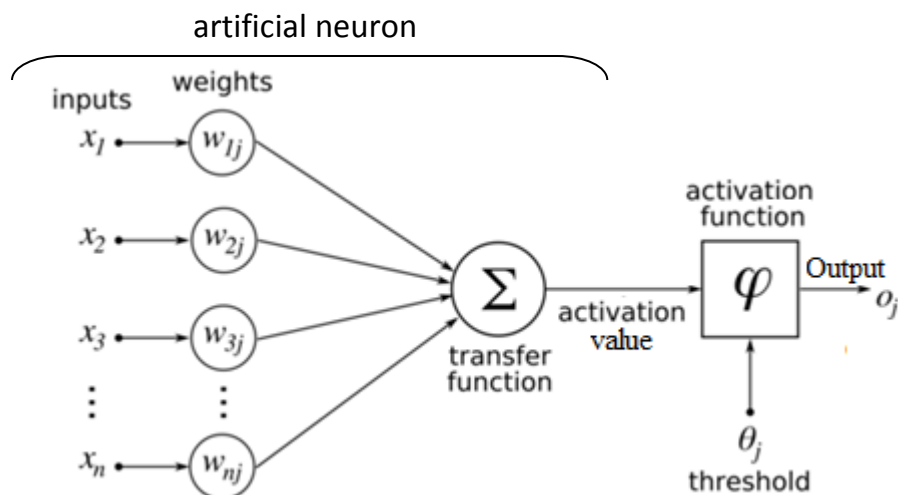 artificial neuron
inputs
weights
x₁
w₁ⱼ
x₂
w₂ⱼ
x₃
w₃ⱼ
⋮
⋮
xₙ
wₙⱼ
Σ
transfer
function
activation
value
activation
function
φ
Output
oⱼ
θⱼ
threshold